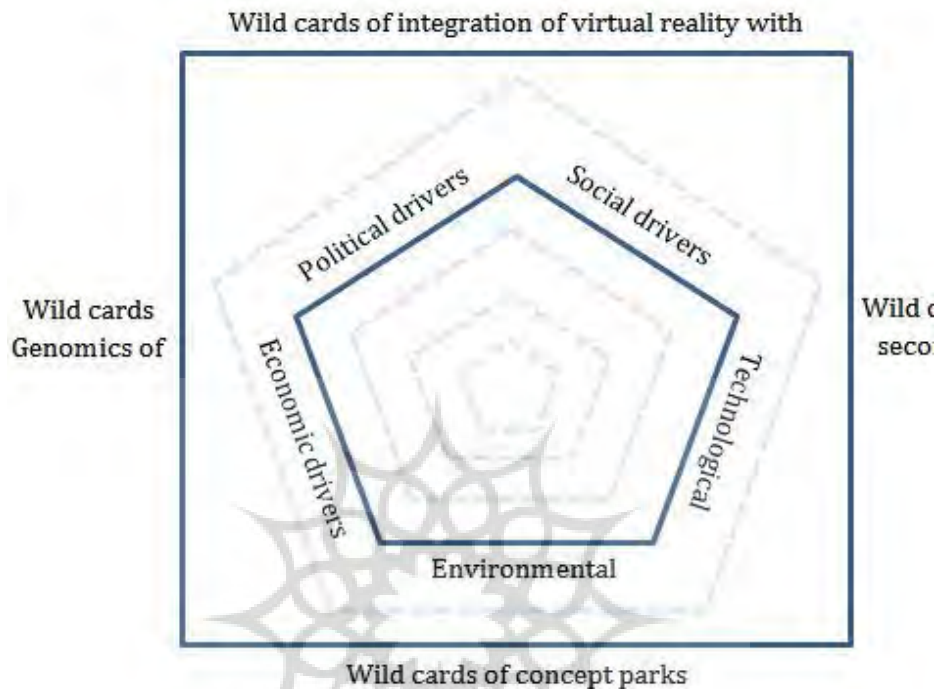 Wild cards of integration of virtual reality with
Political drivers
Social drivers
Wild cards
Genomics of
Wild
Economic drivers
Technological
Environmental
Wild cards of concept parks